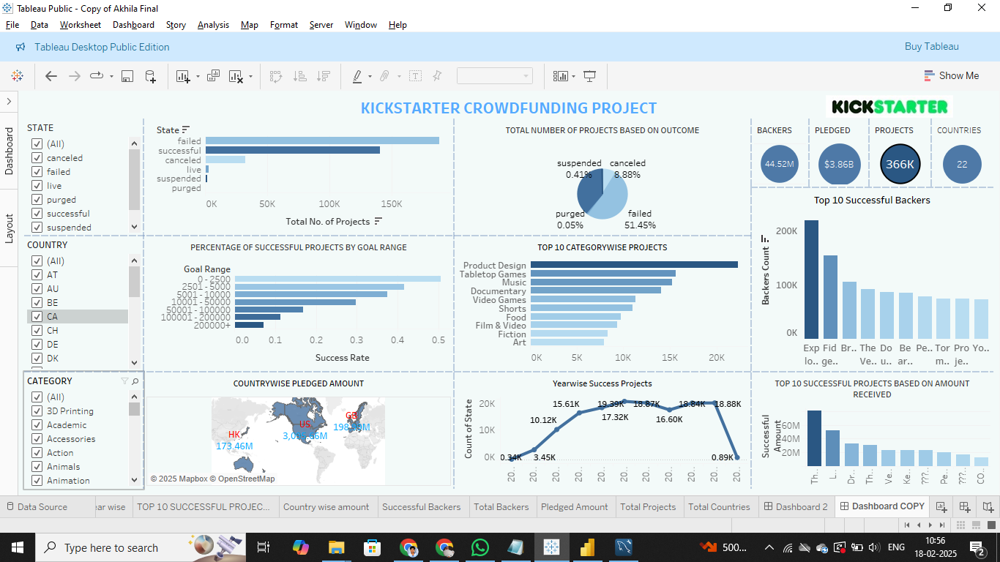 Tableau Public - Copy of Akhila Final
File Data Worksheet Dashboard Story Analysis Map Format Server Window Help
Tableau Desktop Public Edition
Buy Tableau
Show Me
Dashboard
Layout
KICKSTARTER CROWDFUNDING PROJECT
KICKSTARTER
STATE
(All)
canceled
failed
live
purged
successful
suspended
COUNTRY
(All)
AT
AU
BE
CA
CH
DE
DK
CATEGORY
(All)
3D Printing
Academic
Accessories
Action
Animals
Animation
State
failed
successful
canceled
live
suspended
purged
0K 50K 100K 150K
Total No. of Projects
TOTAL NUMBER OF PROJECTS BASED ON OUTCOME
suspended
0.41%
canceled
8.88%
purged
0.05%
failed
51.45%
BACKERS PLEDGED PROJECTS COUNTRIES
44.52M $3.86B 366K 22
PERCENTAGE OF SUCCESSFUL PROJECTS BY GOAL RANGE
Goal Range
0 - 2500
2501 - 5000
5001 - 10000
10001 - 50000
50001 - 100000
100001 - 200000
200000+
0.0 0.1 0.2 0.3 0.4 0.5
Success Rate
TOP 10 CATEGORYWISE PROJECTS
Product Design
Tabletop Games
Music
Documentary
Video Games
Shorts
Food
Film & Video
Fiction
Art
0K 5K 10K 15K 20K
Top 10 Successful Backers
Backers Count
200K
100K
0K
Exp Fid Br.. The Do Be Pe.. Tor Pro Yo..
lo.. ge.. Ve.. u.. ar.. m.. je..
COUNTRYWISE PLEDGED AMOUNT
HK
173.46M
US
GB
© 2025 Mapbox © OpenStreetMap
Yearwise Success Projects
Count of State
20K
10K
0K
0.34K 3.45K 10.12K 15.61K 17.32K 19.39K 18.87K 16.60K 18.84K 18.88K 0.89K
20.. 20.. 20.. 20.. 20.. 20.. 20.. 20.. 20.. 20.. 20..
TOP 10 SUCCESSFUL PROJECTS BASED ON AMOUNT
RECEIVED
Successful
Amount
60M
40M
20M
Th.. L.. Dr.. Th.. Ve.. Ke.. ???.. Pe.. ???.. CO..
Data Source
ar wise
TOP 10 SUCCESSFUL PROJEC...
Country wise amount
Successful Backers
Total Backers
Pledged Amount
Total Projects
Total Countries
Dashboard 2
Dashboard COPY
Type here to search
500...
ENG
10:56
18-02-2025
2